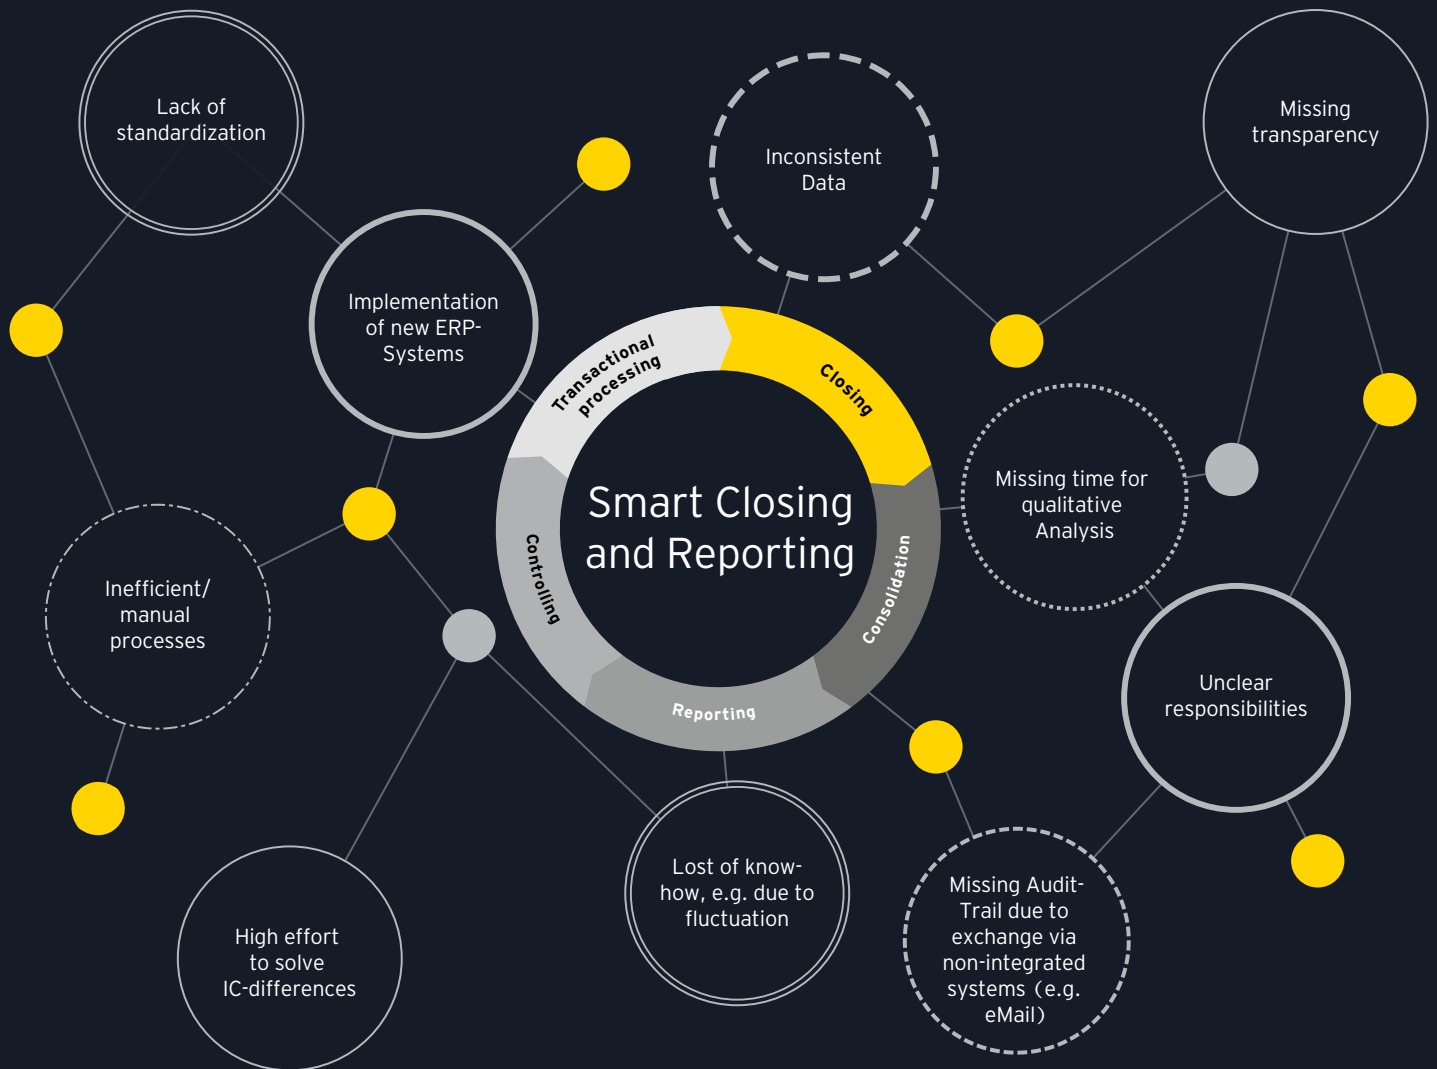 Lack of
standardization
Inconsistent
Data
Missing
transparency
Implementation
of new ERP-
Systems
Transactional
processing
Closing
Smart Closing
and Reporting
Controlling
Consolidation
Reporting
Missing time for
qualitative
Analysis
Inefficient/
manual
processes
Unclear
responsibilities
High effort
to solve
IC-differences
Lost of know-
how, e.g. due to
fluctuation
Missing Audit-
Trail due to
exchange via
non-integrated
systems (e.g.
eMail)